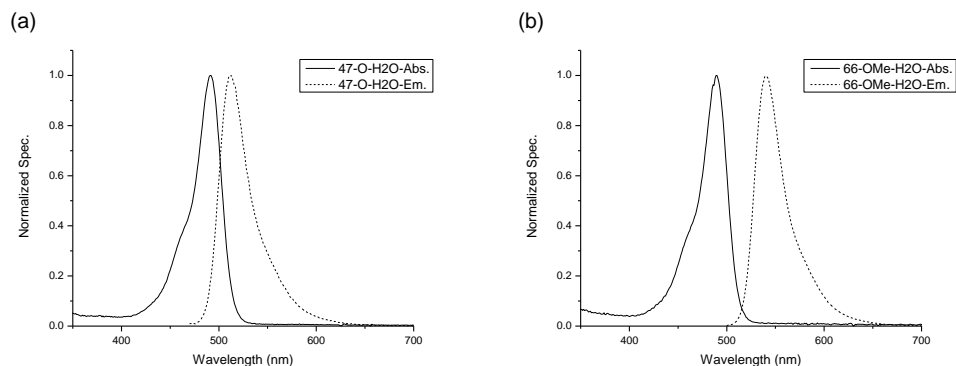 (a)
47-O-H2O-Abs.
47-O-H2O-Em.
Normalized Spec.
1.0
0.8
0.6
0.4
0.2
0.0
400 500 600 700
Wavelength (nm)
(b)
66-OMe-H2O-Abs.
66-OMe-H2O-Em.
Normalized Spec.
1.0
0.8
0.6
0.4
0.2
0.0
400 500 600 700
Wavelength (nm)